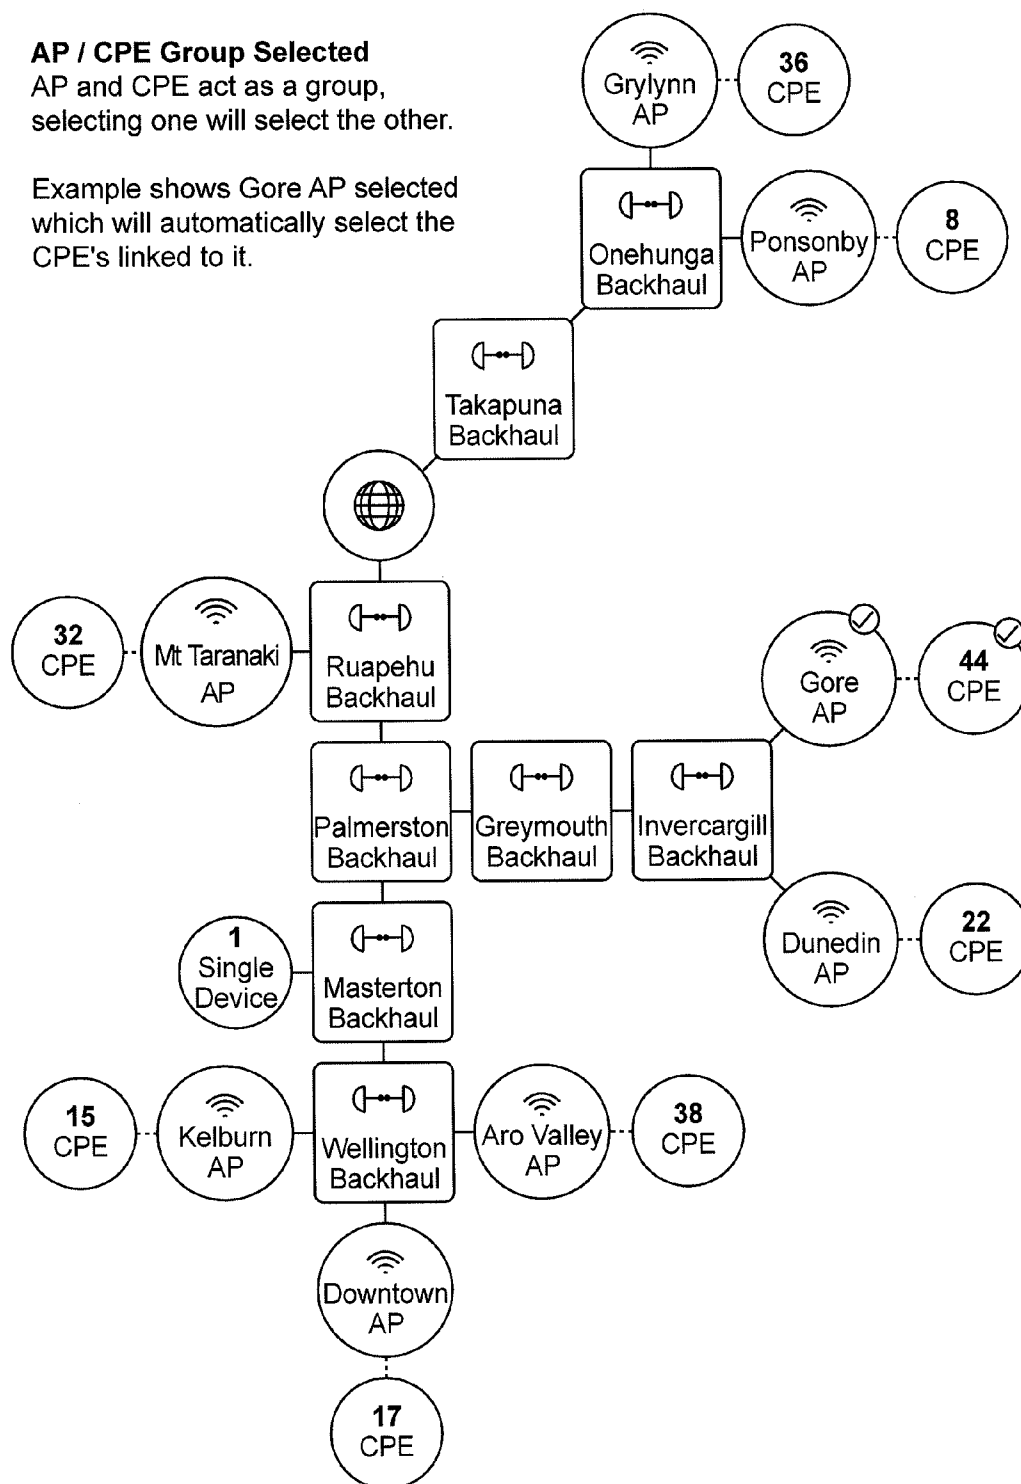 AP / CPE Group Selected
AP and CPE act as a group,
selecting one will select the other.
Example shows Gore AP selected
which will automatically select the
CPE's linked to it.
Grylynn
AP
36
CPE
Onehunga
Backhaul
Ponsonby
AP
8
CPE
Takapuna
Backhaul
32
CPE
Mt Taranaki
AP
Ruapehu
Backhaul
Gore
AP
44
CPE
Palmerston
Backhaul
Greymouth
Backhaul
Invercargill
Backhaul
Dunedin
AP
22
CPE
1
Single
Device
Masterton
Backhaul
15
CPE
Kelburn
AP
Wellington
Backhaul
Aro Valley
AP
38
CPE
Downtown
AP
17
CPE